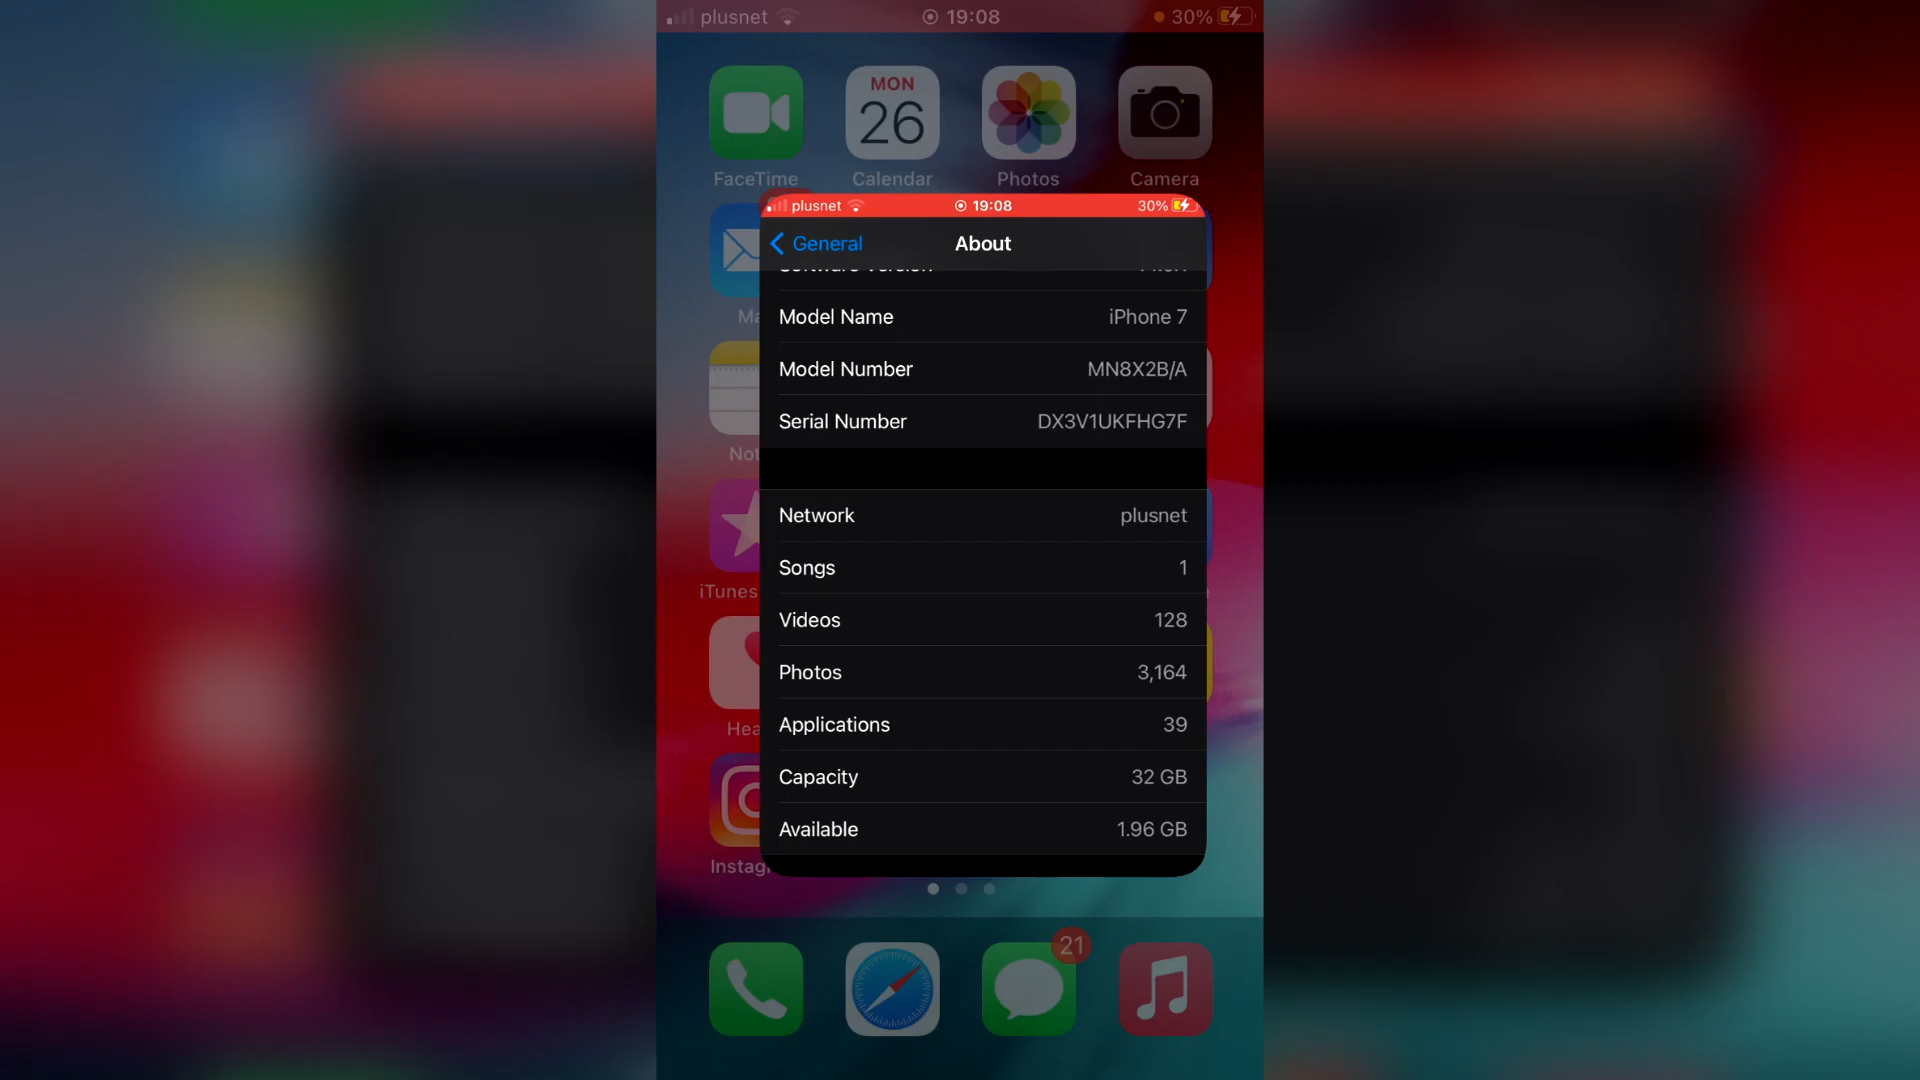 plusnet 19:08 30%
MON
26
FaceTime Calendar Photos Camera
plusnet 19:08 30%
General About
Software Version
Model Name iPhone 7
Model Number MN8X2B/A
Serial Number DX3V1UKFHG7F
Network plusnet
Songs 1
iTunes
Videos 128
Photos 3,164
Applications 39
Capacity 32 GB
Available 1.96 GB
21